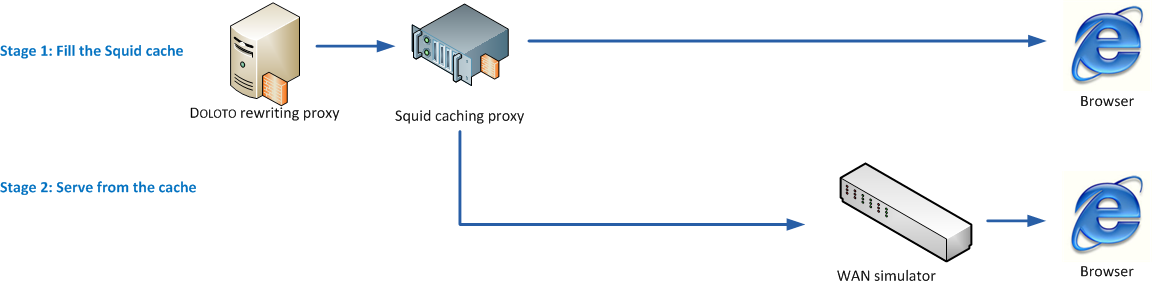 Stage 1: Fill the Squid cache
DOLOTO rewriting proxy
Squid caching proxy
Browser
Stage 2: Serve from the cache
WAN simulator
Browser